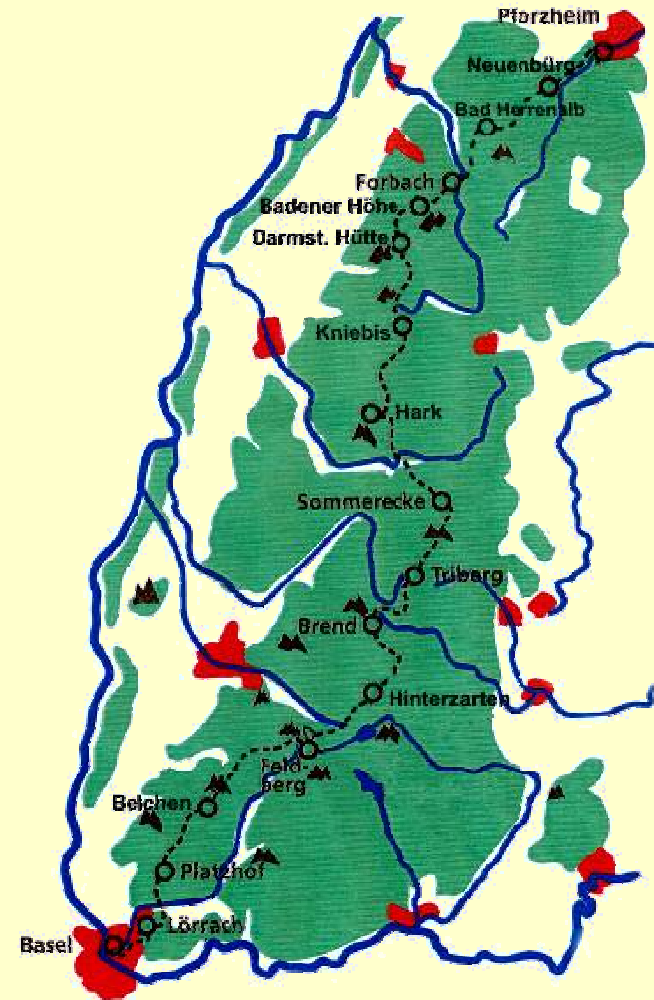 Pforzheim
Neuenbürg
Bad Herrenalb
Forbach
Badener Höhe
Darmst. Hütte
Kniebis
Hark
Sommerecke
Triberg
Brend
Hinterzarten
Feld-
berg
Belchen
Platzhof
Lörrach
Basel